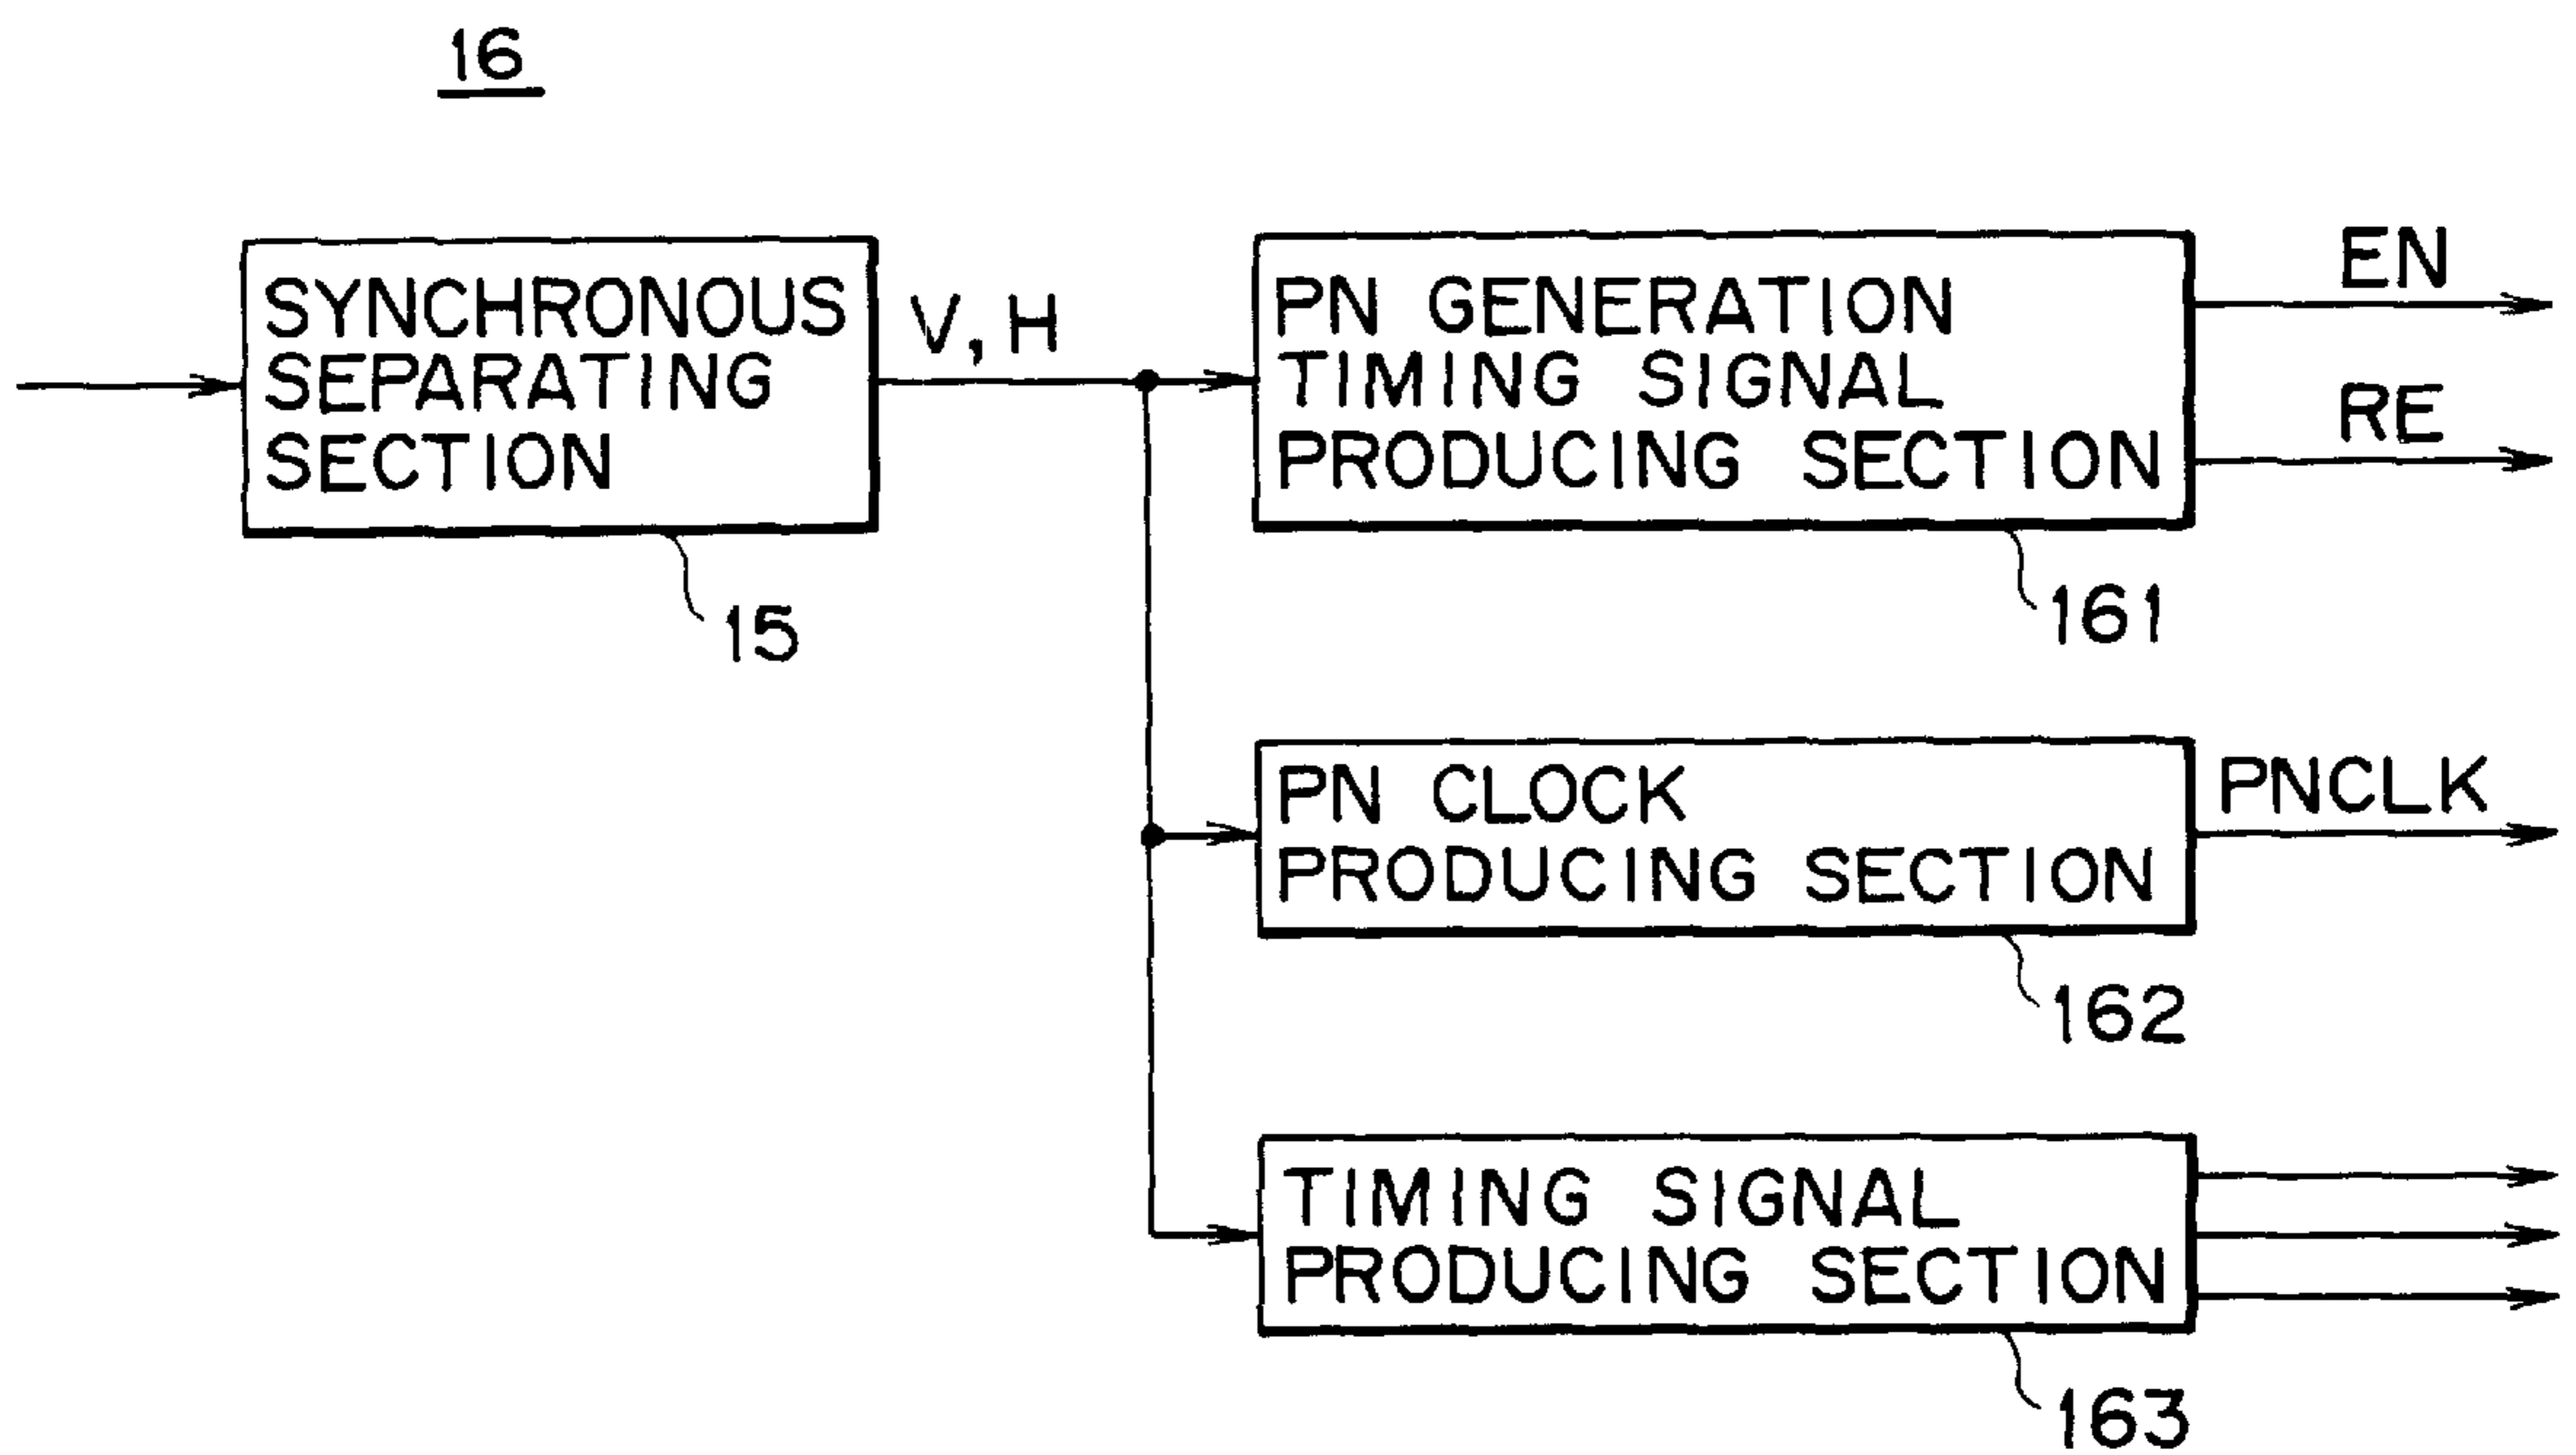 16
SYNCHRONOUS
SEPARATING
SECTION
15
V, H
PN GENERATION
TIMING SIGNAL
PRODUCING SECTION
161
EN
RE
PN CLOCK
PRODUCING SECTION
162
PNCLK
TIMING SIGNAL
PRODUCING SECTION
163